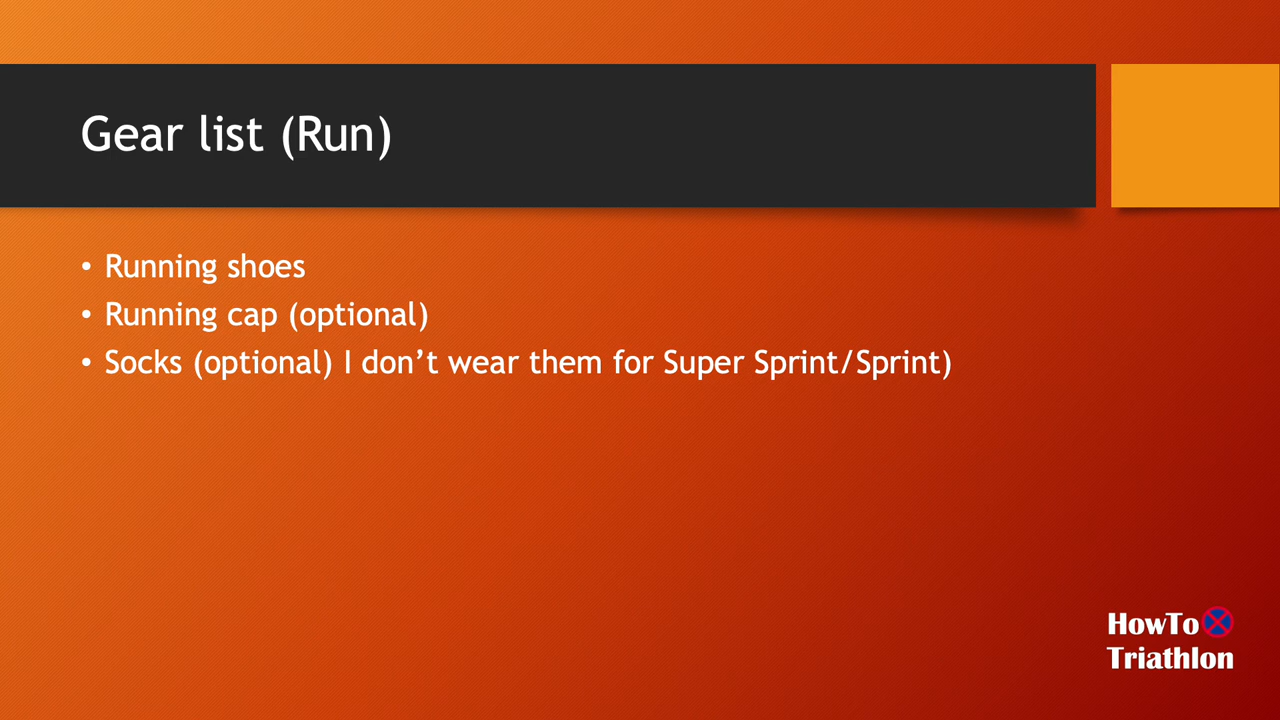 Gear list (Run)
• Running shoes
• Running cap (optional)
• Socks (optional) I don’t wear them for Super Sprint/Sprint)
HowTo
Triathlon